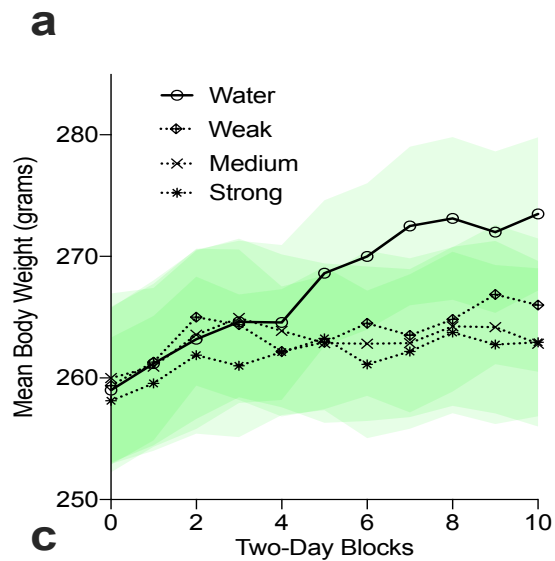 a
Water
Weak
Medium
Strong
Mean Body Weight (grams)
280
270
260
250
0 2 4 6 8 10
Two-Day Blocks
c